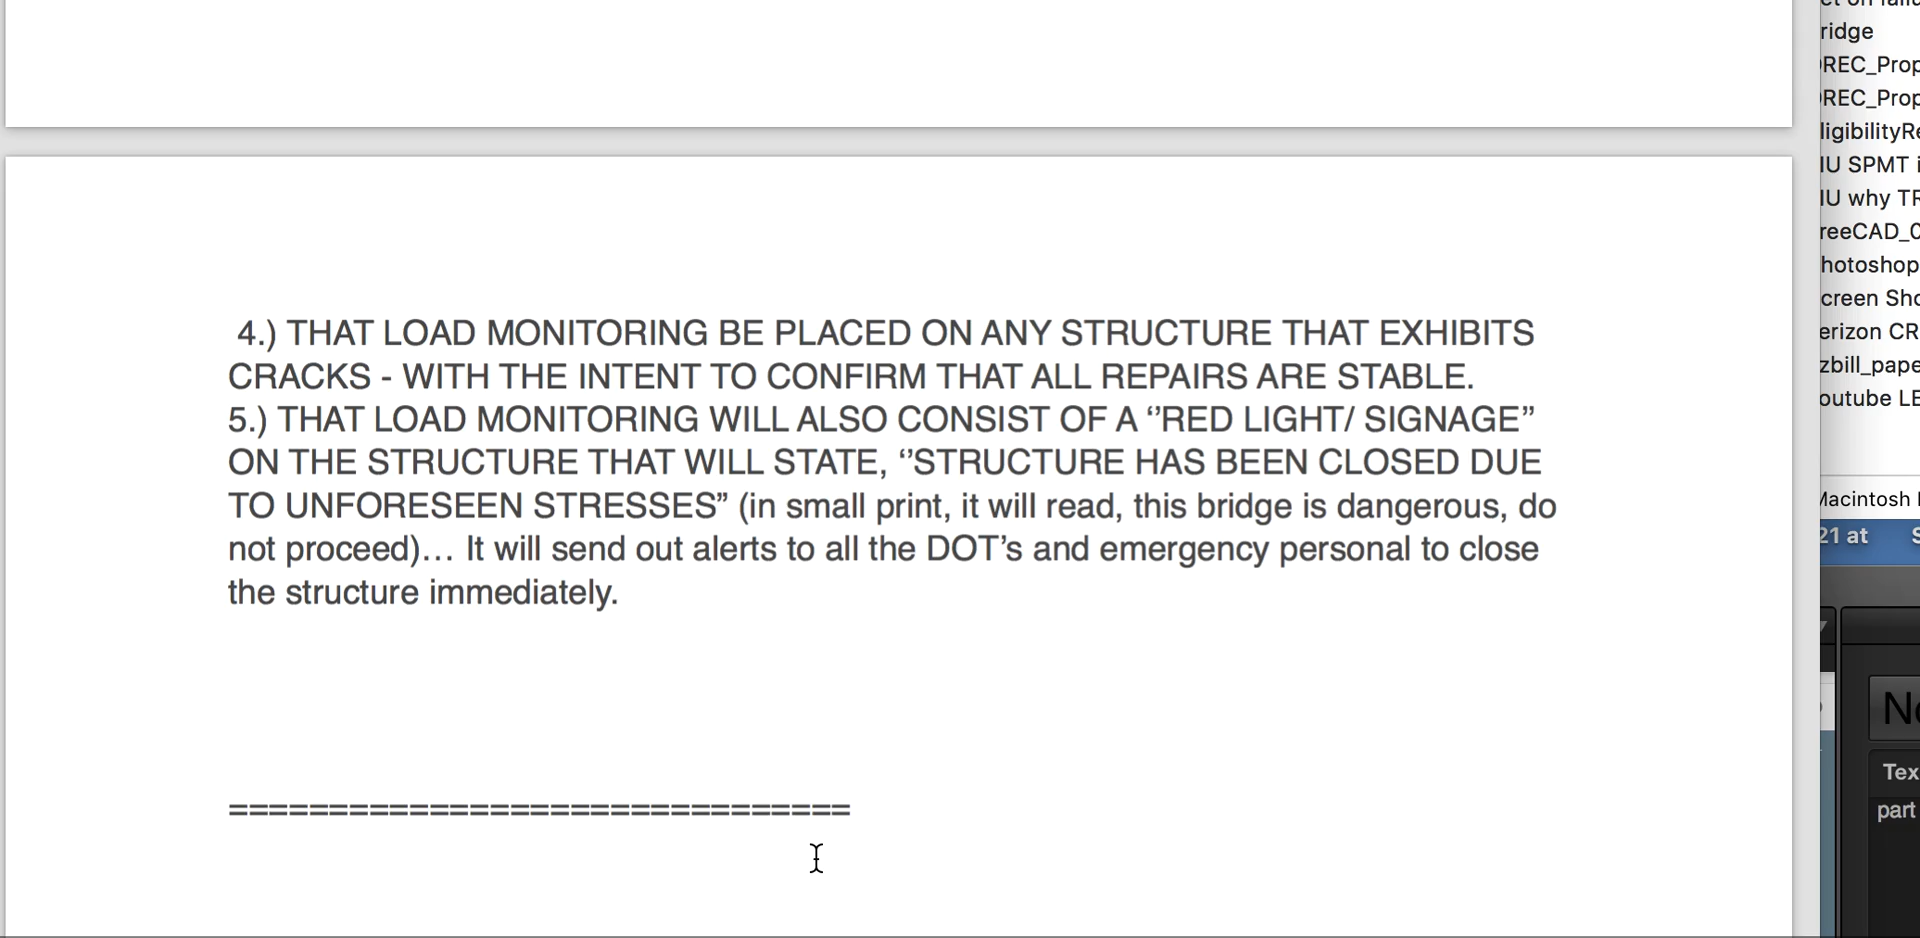 4.) THAT LOAD MONITORING BE PLACED ON ANY STRUCTURE THAT EXHIBITS
CRACKS - WITH THE INTENT TO CONFIRM THAT ALL REPAIRS ARE STABLE.
5.) THAT LOAD MONITORING WILL ALSO CONSIST OF A ‘’RED LIGHT/ SIGNAGE”
ON THE STRUCTURE THAT WILL STATE, ‘’STRUCTURE HAS BEEN CLOSED DUE
TO UNFORESEEN STRESSES” (in small print, it will read, this bridge is dangerous, do
not proceed)… It will send out alerts to all the DOT’s and emergency personal to close
the structure immediately.
===============================
ridge
REC_Prop
REC_Prop
ligibilityRe
IU SPMT i
IU why TR
reeCAD_0
hotoshop
creen Sho
erizon CR
zbill_pape
outube LE
Macintosh
21 at S
No
Tex
part